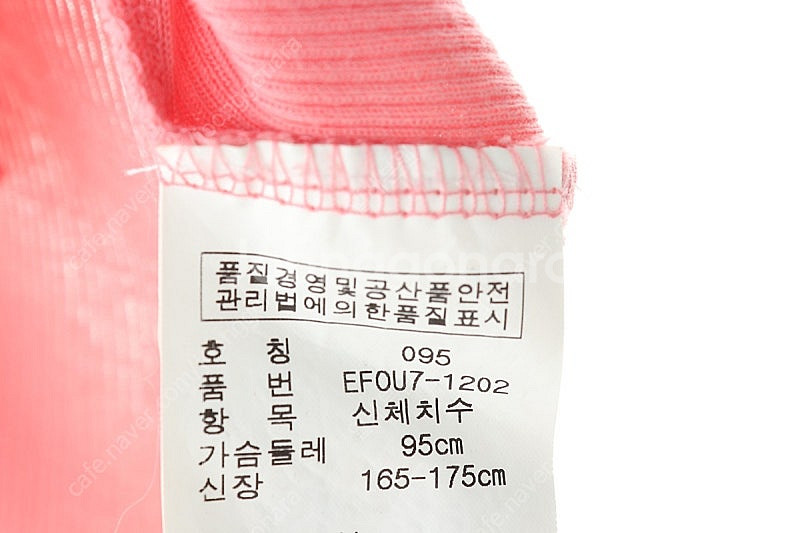 품질경영및공산품안전
관리법에의한품질표시
호 칭 095
품 번 EFOU7-1202
항 목 신체치수
가슴둘레 95cm
신장 165-175cm